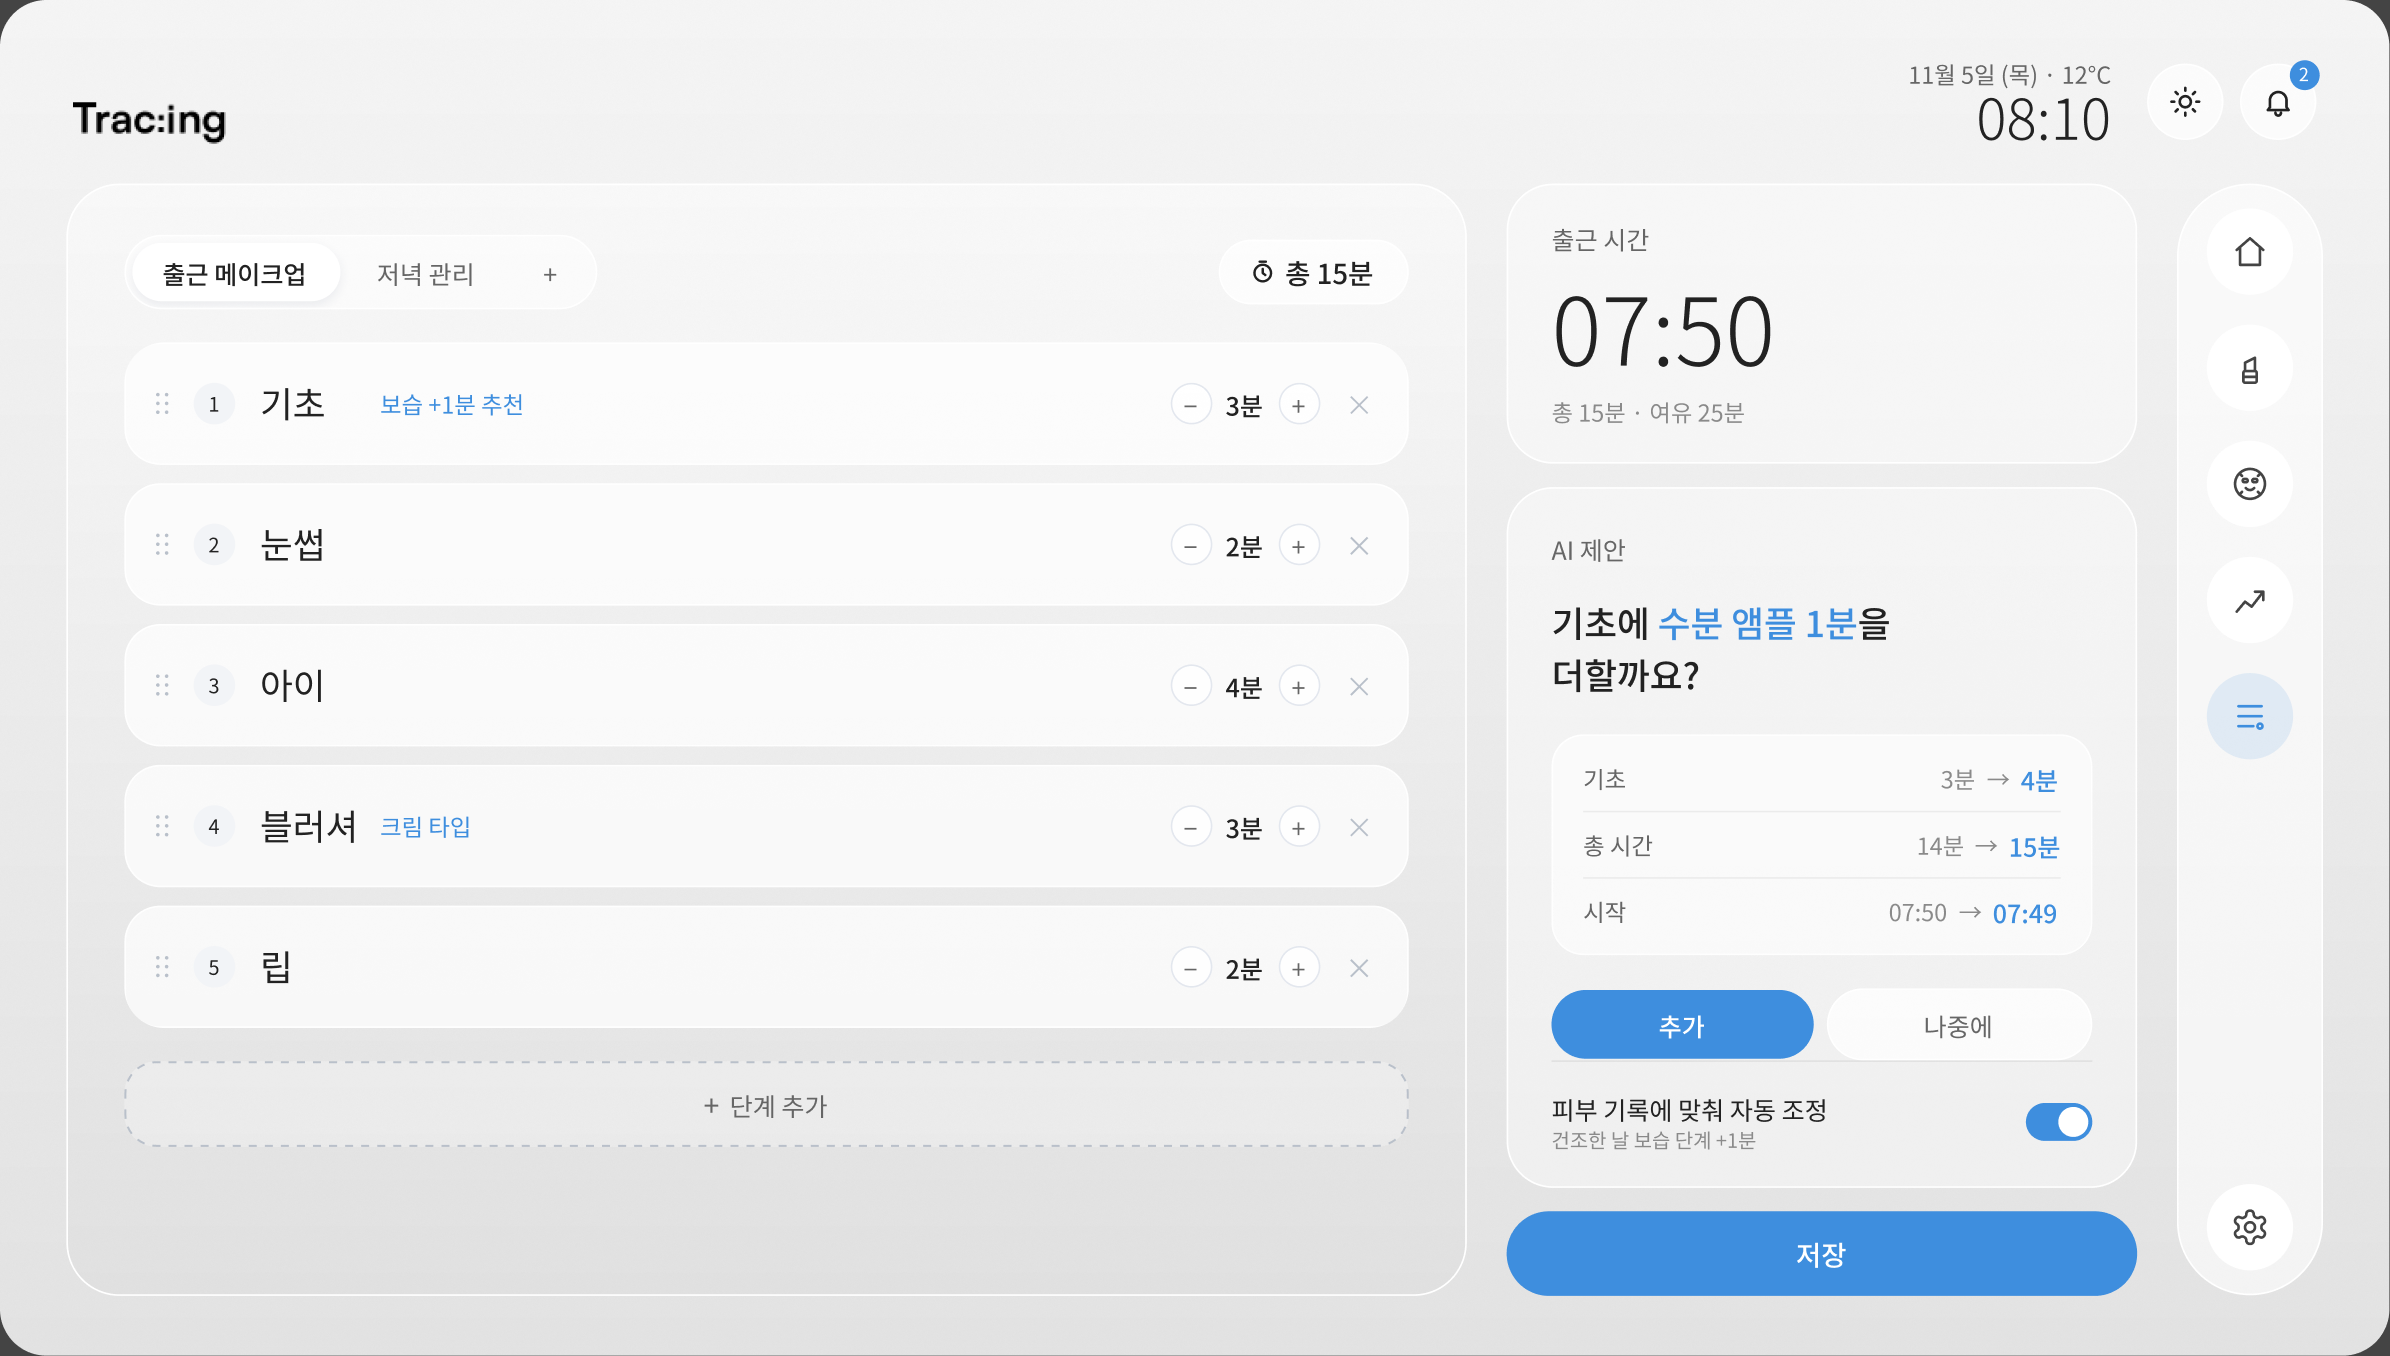 Trac:ing
11월 5일 (목) · 12°C
08:10
2
출근 메이크업
저녁 관리
+
총 15분
1
기초
보습 +1분 추천
−
3분
+
×
2
눈썹
−
2분
+
×
3
아이
−
4분
+
×
4
블러셔
크림 타입
−
3분
+
×
5
립
−
2분
+
×
+ 단계 추가
출근 시간
07:50
총 15분 · 여유 25분
AI 제안
기초에 수분 앰플 1분을
더할까요?
기초
3분 → 4분
총 시간
14분 → 15분
시작
07:50 → 07:49
추가
나중에
피부 기록에 맞춰 자동 조정
건조한 날 보습 단계 +1분
저장